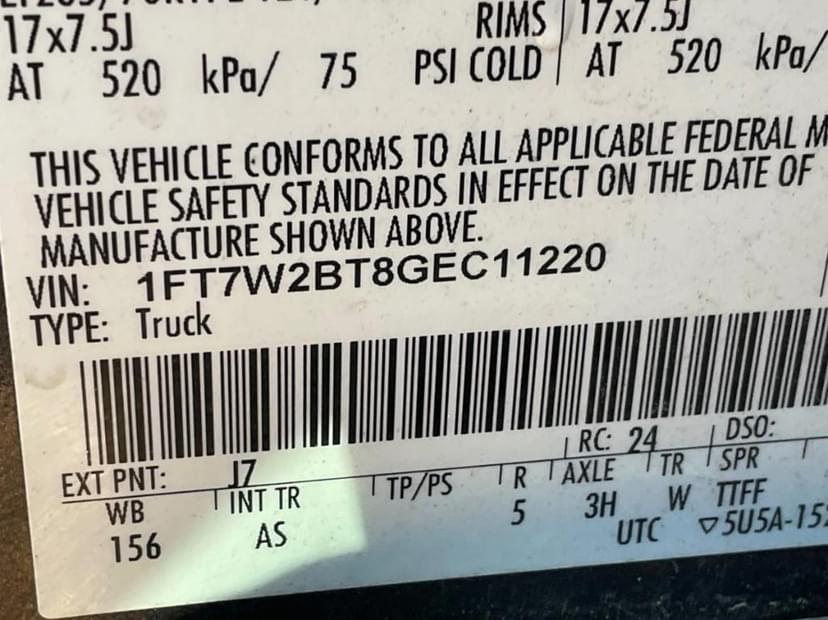 17x7.5J RIMS 17x7.5J
AT 520 kPa/ 75 PSI COLD AT 520 kPa/
THIS VEHICLE CONFORMS TO ALL APPLICABLE FEDERAL M
VEHICLE SAFETY STANDARDS IN EFFECT ON THE DATE OF
MANUFACTURE SHOWN ABOVE.
VIN: 1FT7W2BT8GEC11220
TYPE: Truck
EXT PNT: J7 RC: 24 DSO:
WB INT TR TP/PS R AXLE TR SPR
156 AS 5 3H W TTFF
UTC ▽5U5A-15